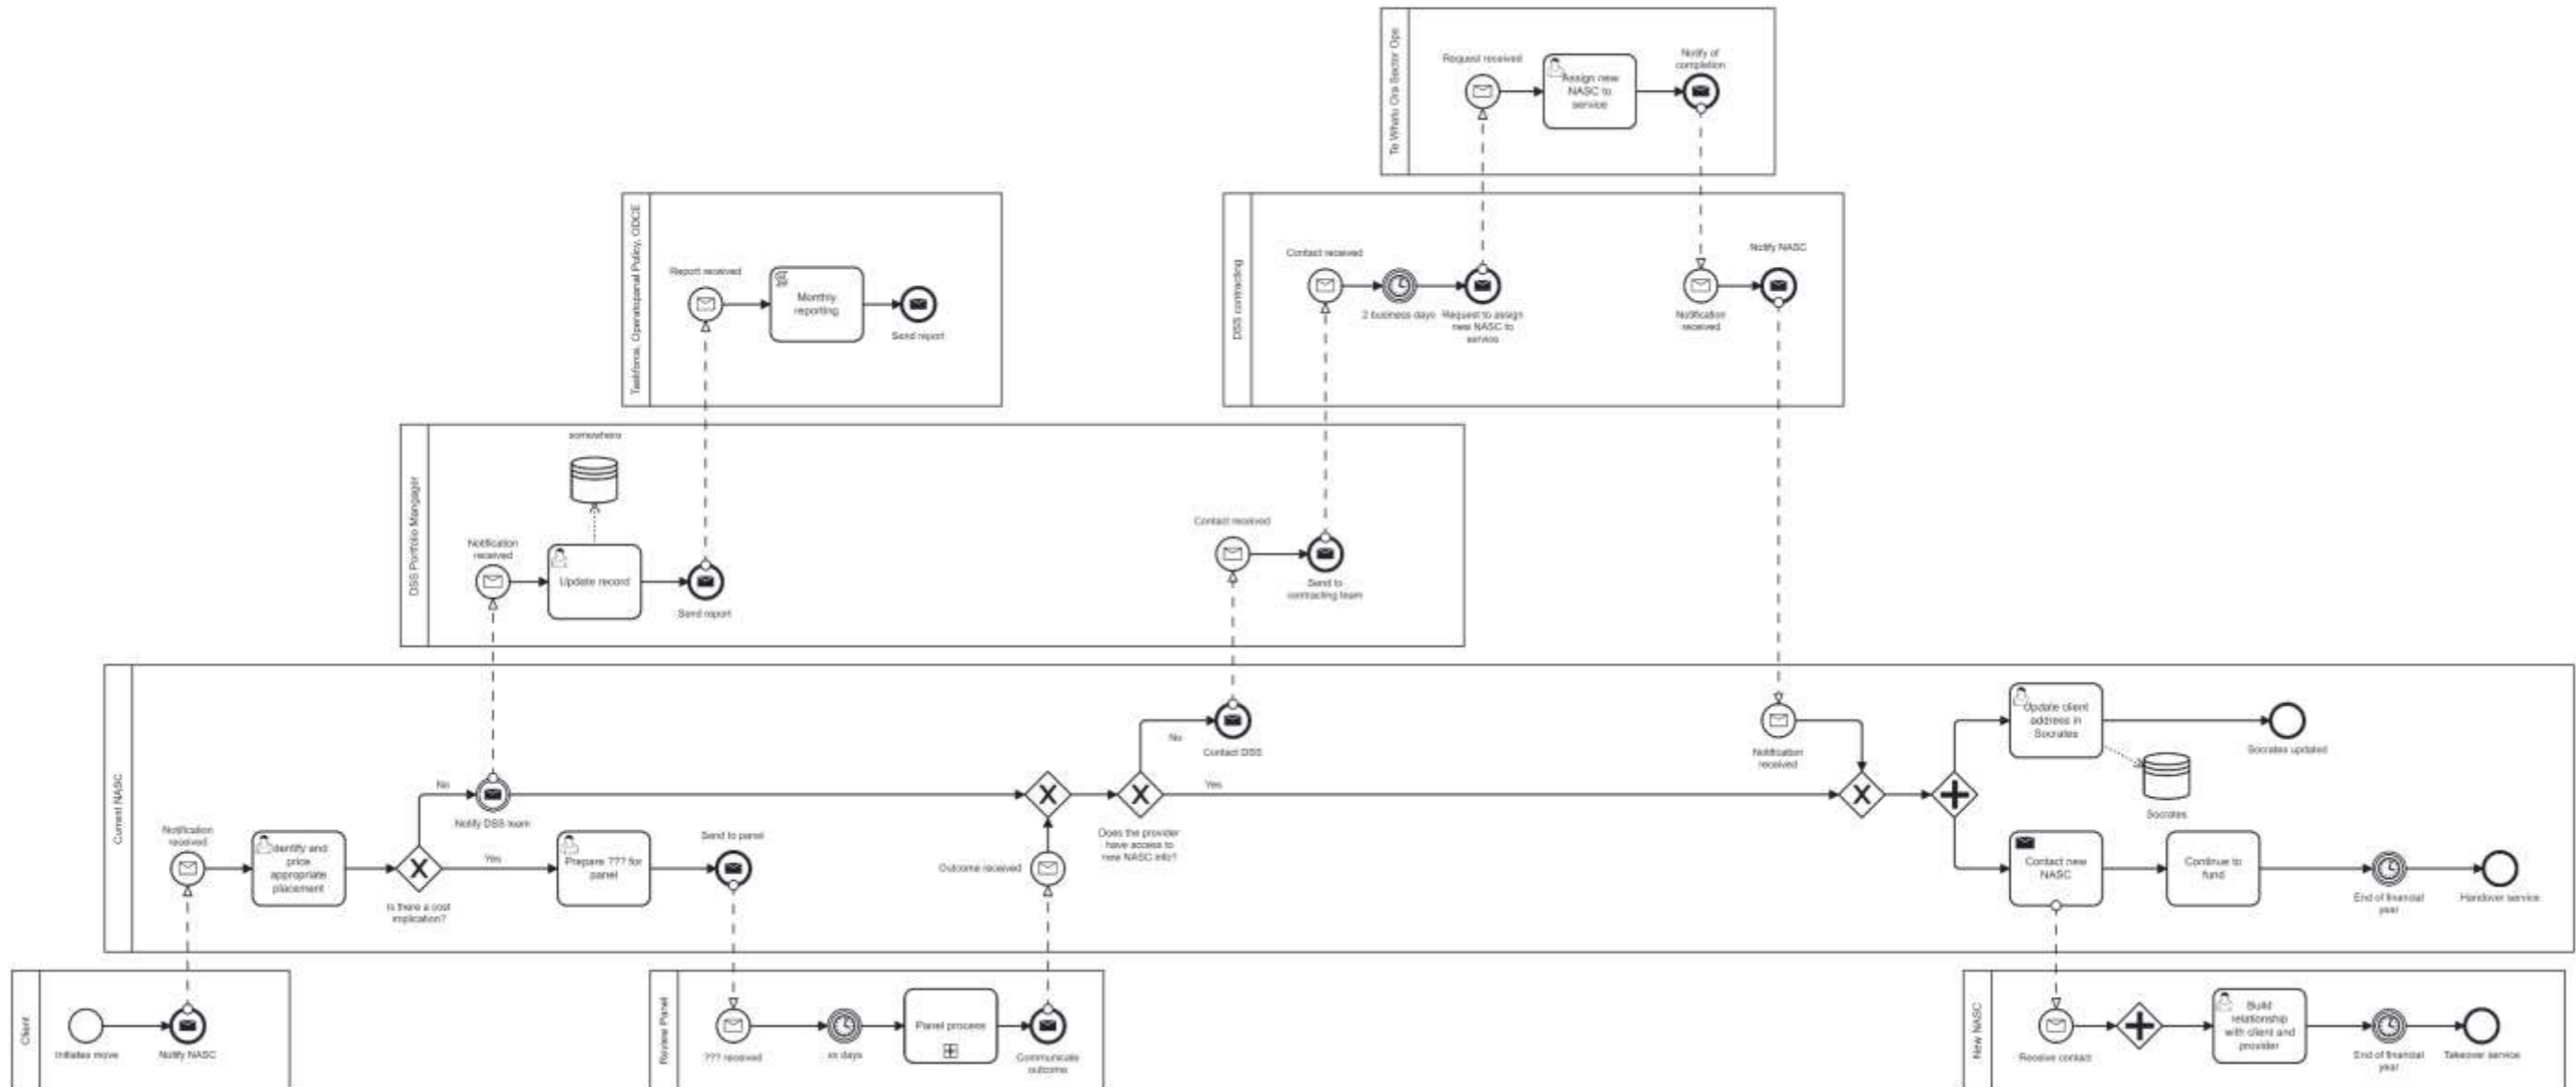 Te Whatu Ora Sector Ops
Request received
Assign new
NASC to
service
Notify of
completion
Taskforce, Operatopanal Policy, ODCE
Report received
Monthly
reporting
Send report
DSS contracting
Contact received
2 business days
Request to assign
new NASC to
service
Notification
received
Notify NASC
DSS Portfolio Mangager
somewhere
Notification
received
Update record
Send report
Contact received
Send to
contracting team
Current NASC
Notification
received
Identify and
price
appropriate
placement
Is there a cost
implication?
No
Notify DSS team
Yes
Prepare ??? for
panel
Send to panel
Outcome received
Does the provider
have access to
new NASC info?
No
Contact DSS
Yes
Notification
received
Update client
address in
Socrates
Socrates
Socrates updated
Contact new
NASC
Continue to
fund
End of financial
year
Handover service
Client
Initiates move
Notify NASC
Review Panel
??? received
xx days
Panel process
Communicate
outcome
New NASC
Receive contact
Build
relationship
with client and
provider
End of financial
year
Takeover service